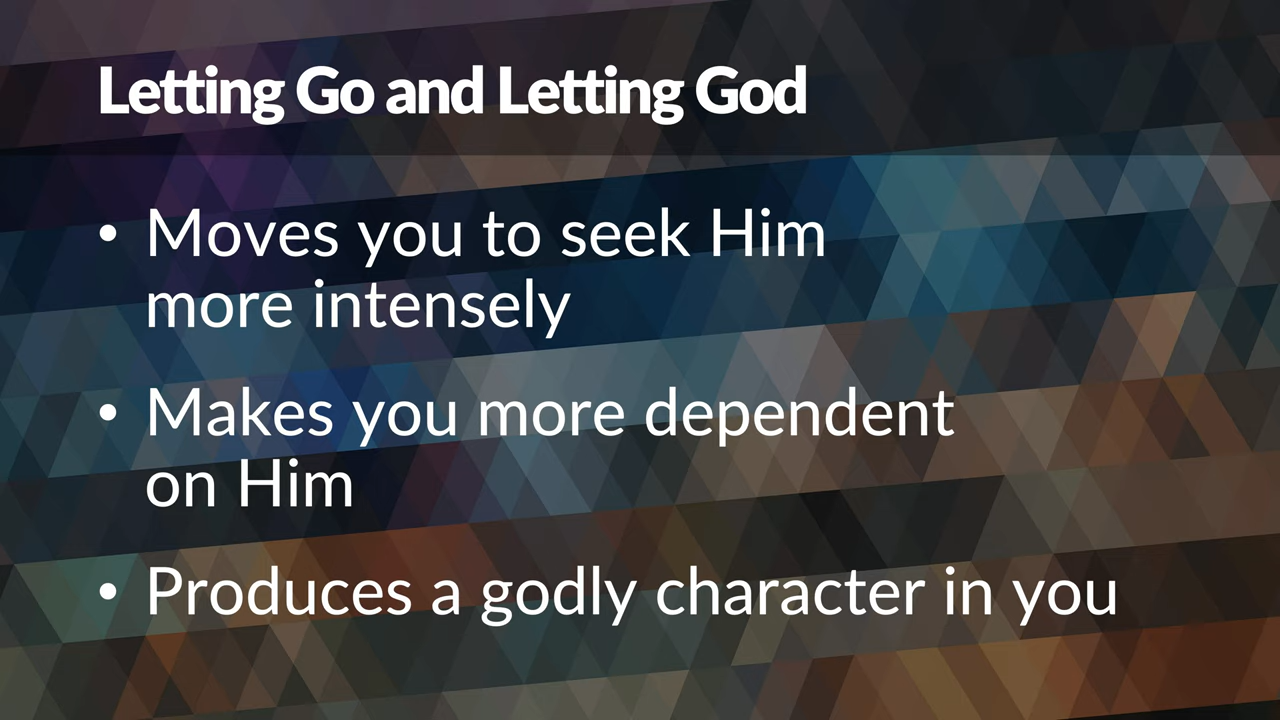 Letting Go and Letting God
• Moves you to seek Him
more intensely
• Makes you more dependent
on Him
• Produces a godly character in you